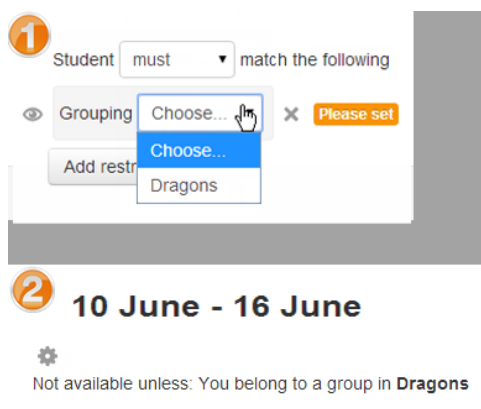 1
Student must match the following
Grouping Choose... Please set
Choose...
Add restr
Dragons
2
10 June - 16 June
Not available unless: You belong to a group in Dragons